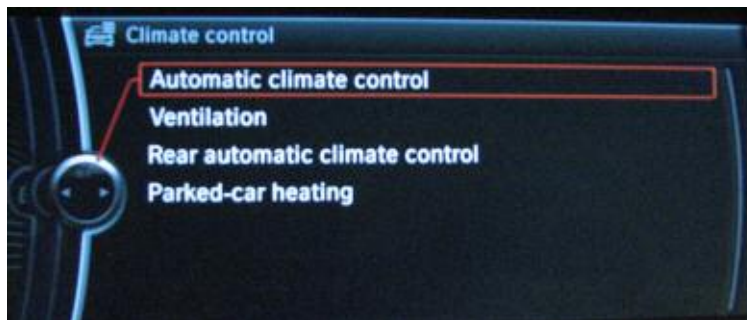 Climate control
Automatic climate control
Ventilation
Rear automatic climate control
Parked-car heating